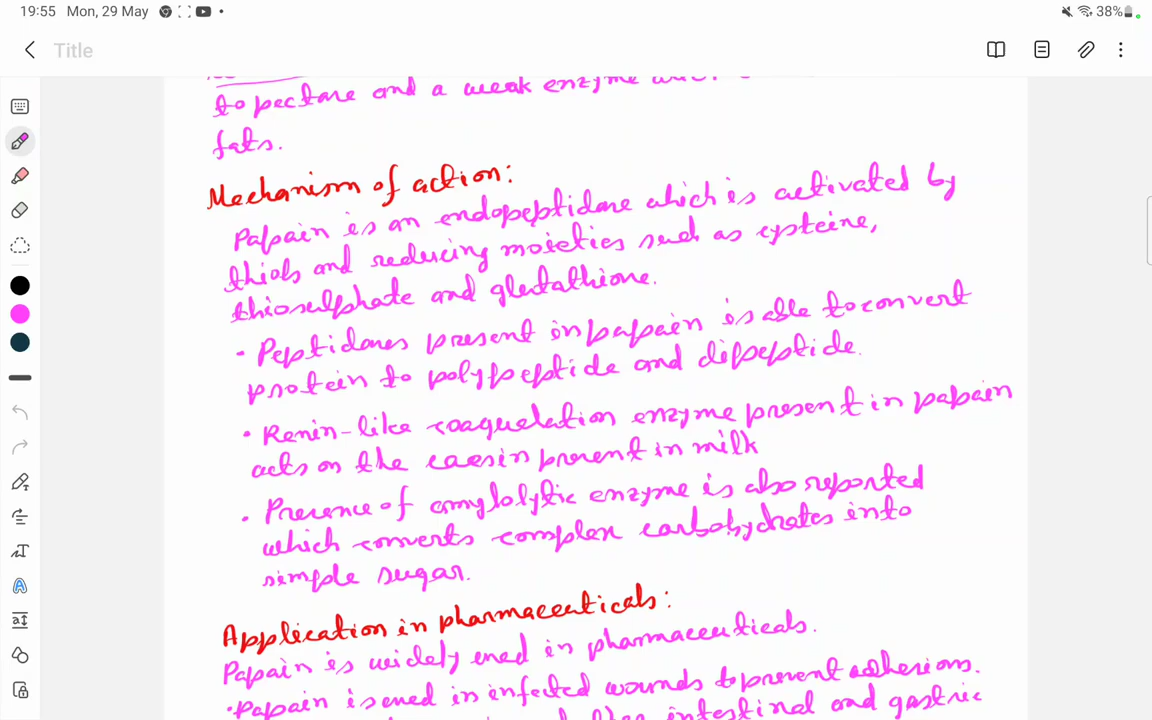 19:55 Mon, 29 May
38%
Title
to pectare and a weak enzyme
fats.
Mechanism of action:
Papain is an endopeptidase which is activated by
thiols and reducing moieties such as cysteine,
thiosulphate and glutathione.
• Peptidases present in papain is able to convert
protein to polypeptide and dipeptide.
• Renin-like coagulation enzyme present in papain
acts on the casein present in milk
• Presence of amylolytic enzyme is also reported
which converts complex carbohydrates into
simple sugar.
Application in pharmaceuticals:
Papain is widely used in pharmaceuticals.
• Papain is used in infected wounds to prevent adhesions.
intestinal and gastric